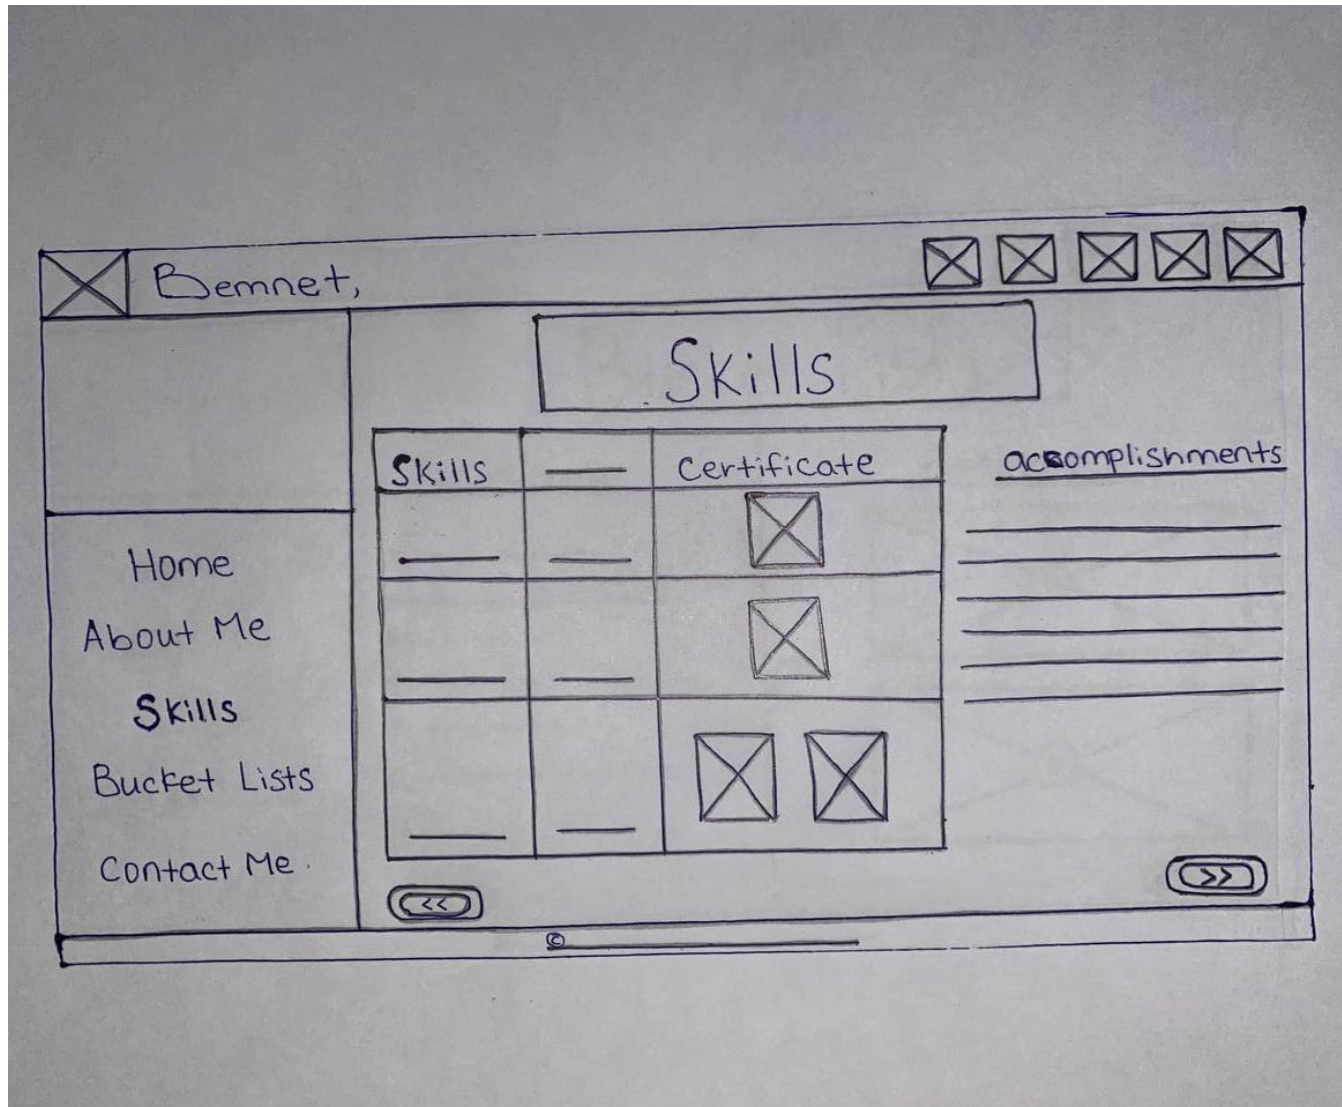 Bemnet,
Skills
Skills Certificate
accomplishments
Home
About Me
Skills
Bucket Lists
Contact Me.
<< >>
©